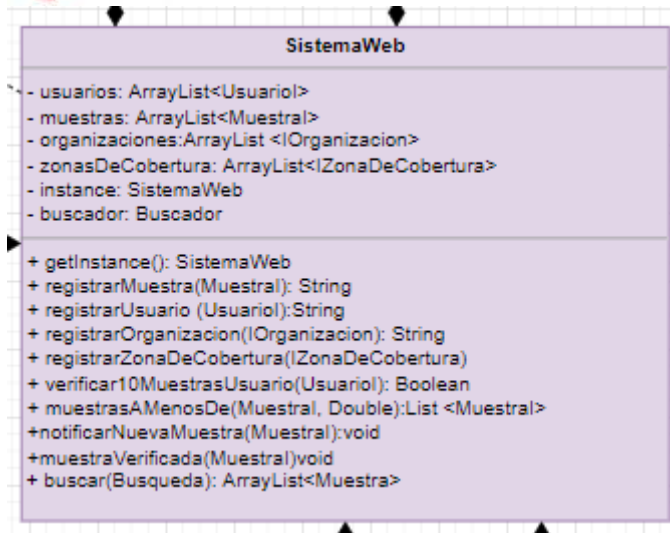 SistemaWeb
- usuarios: ArrayList<UsuarioI>
- muestras: ArrayList<MuestraI>
- organizaciones:ArrayList <IOrganizacion>
- zonasDeCobertura: ArrayList<IZonaDeCobertura>
- instance: SistemaWeb
- buscador: Buscador
+ getInstance(): SistemaWeb
+ registrarMuestra(MuestraI): String
+ registrarUsuario (UsuarioI):String
+ registrarOrganizacion(IOrganizacion): String
+ registrarZonaDeCobertura(IZonaDeCobertura)
+ verificar10MuestrasUsuario(UsuarioI): Boolean
+ muestrasAMenosDe(MuestraI, Double):List <MuestraI>
+notificarNuevaMuestra(MuestraI):void
+muestraVerificada(MuestraI)void
+ buscar(Busqueda): ArrayList<Muestra>